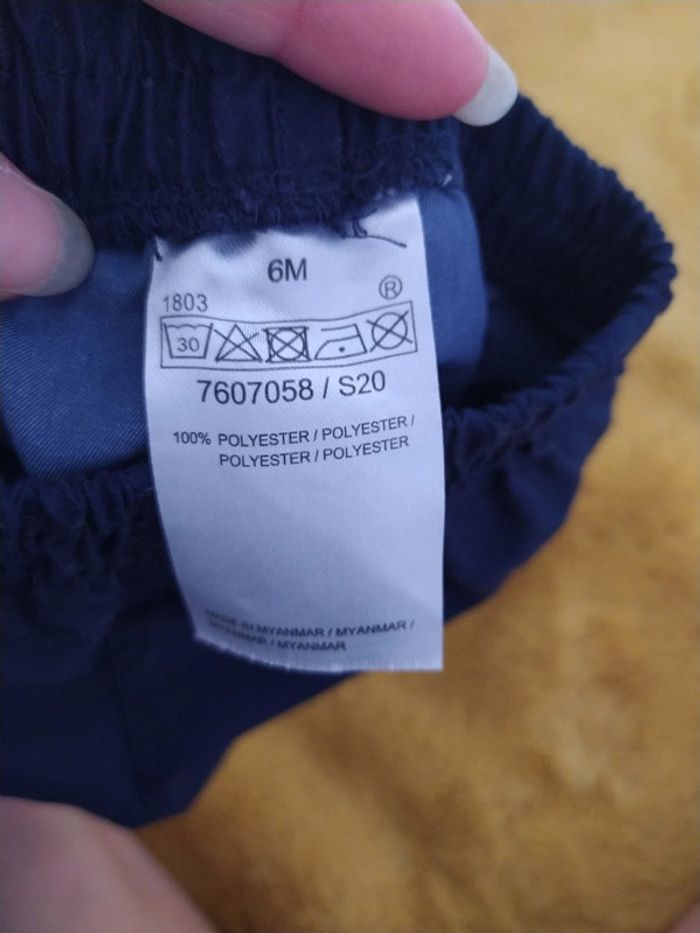 6M
1803 ®
30
7607058 / S20
100% POLYESTER / POLYESTER /
POLYESTER / POLYESTER
MADE IN MYANMAR / MYANMAR /
MYANMAR / MYANMAR